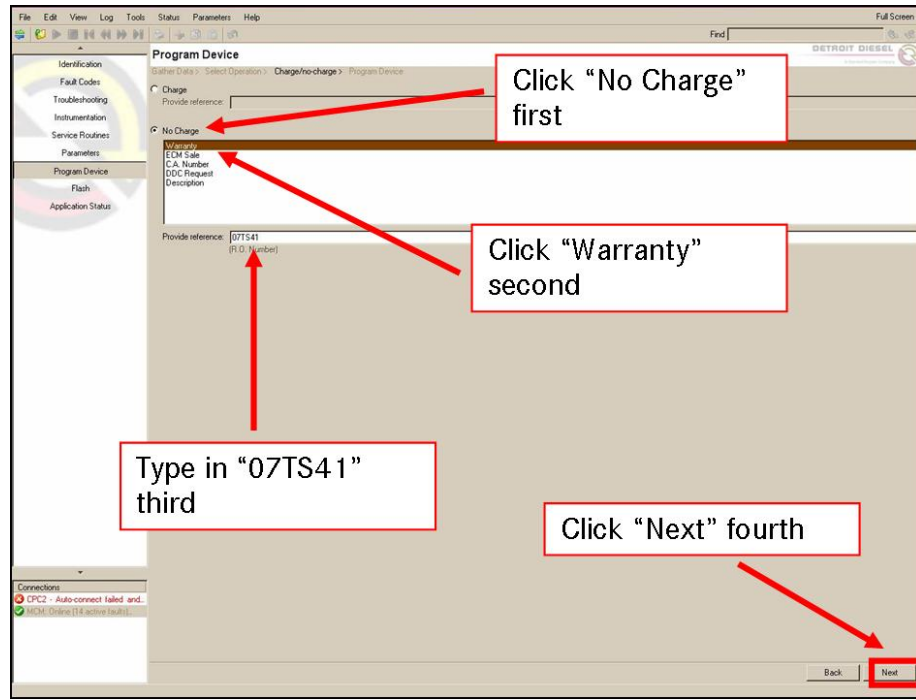 File Edit View Log Tools Status Parameters Help Full Screen
Find
Identification
Fault Codes
Troubleshooting
Instrumentation
Service Routines
Parameters
Program Device
Flash
Application Status
Program Device
DETROIT DIESEL
Gather Data > Select Operation > Charge/no-charge > Program Device
Charge
Provide reference:
No Charge
Warranty
ECM Sale
C.A. Number
DDC Request
Description
Provide reference: 07TS41
(R.O. Number)
Click “No Charge”
first
Click “Warranty”
second
Type in “07TS41”
third
Click “Next” fourth
Connections
CPC2 - Auto-connect failed and..
MCM: Online (14 active faults)..
Back Next